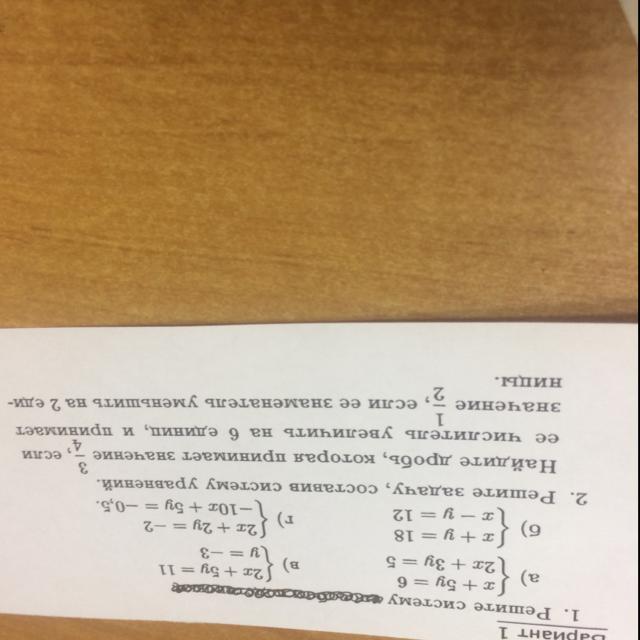 Вариант 1
1. Решите систему
а) { x + 5y = 6
2x + 3y = 5
в) { 2x + 5y = 11
y = −3
б) { x + y = 18
x − y = 12
г) { 2x + 2y = −2
−10x + 5y = −0,5.
2. Решите задачу, составив систему уравнений.
Найдите дробь, которая принимает значение 3/4, если
ее числитель увеличить на 6 единиц, и принимает
значение 1/2, если ее знаменатель уменьшить на 2 еди-
ницы.